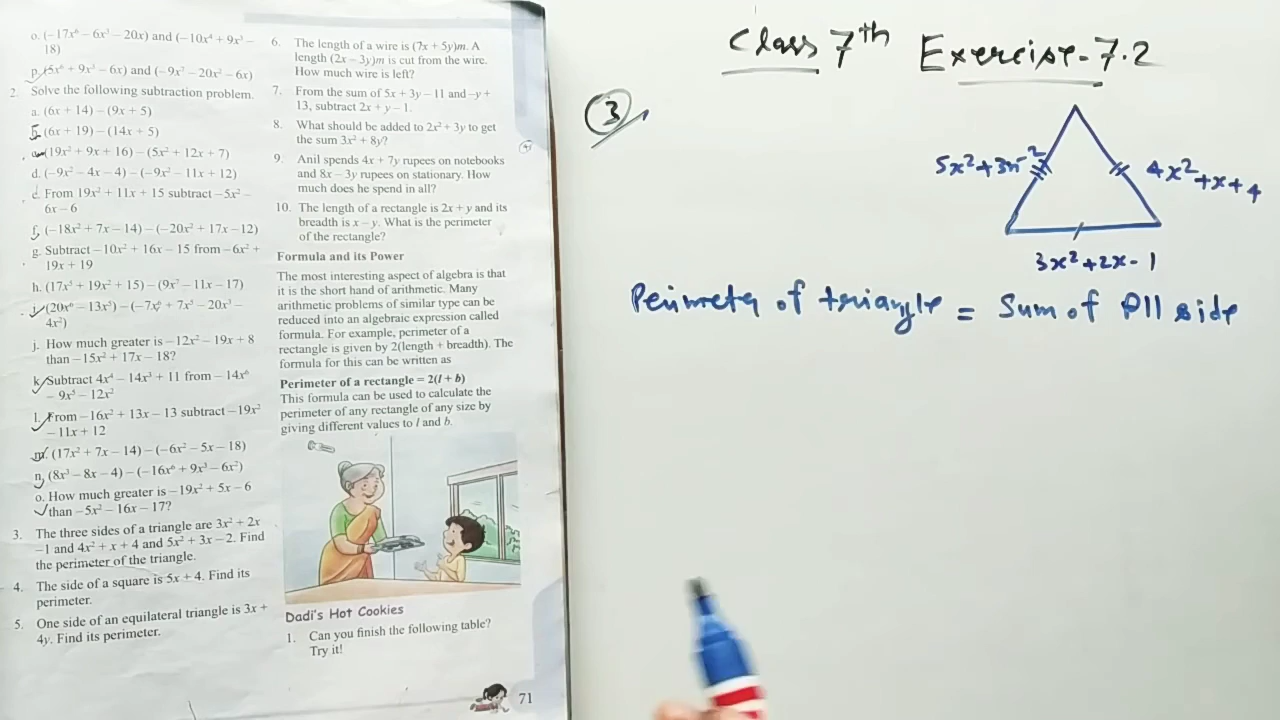 o. (−17x⁶ − 6x³ − 20x) and (−10x⁴ + 9x³ −
18)
p. (5x⁶ + 9x² − 6x) and (−9x² − 20x² − 6x)
2. Solve the following subtraction problem.
a. (6x + 14) − (9x + 5)
(6x + 19) − (14x + 5)
(19x² + 9x + 16) − (5x² + 12x + 7)
d. (−9x² − 4x − 4) − (−9x² − 11x + 12)
From 19x² + 11x + 15 subtract −5x² −
6x − 6
f. (−18x² + 7x − 14) − (−20x² + 17x − 12)
g. Subtract −10x² + 16x − 15 from −6x² +
19x + 19
h. (17x³ + 19x² + 15) − (9x² − 11x − 17)
(20x⁶ − 13x⁵) − (−7x⁶ + 7x⁵ − 20x³ −
4x²)
j. How much greater is −12x² − 19x + 8
than −15x² + 17x − 18?
k. Subtract 4x⁴ − 14x³ + 11 from −14x⁶
− 9x⁵ − 12x³
l. From −16x² + 13x − 13 subtract −19x²
− 11x + 12
m. (17x² + 7x − 14) − (−6x² − 5x − 18)
n. (8x³ − 8x − 4) − (−16x⁶ + 9x³ − 6x²)
o. How much greater is −19x² + 5x − 6
than −5x² − 16x − 17?
3. The three sides of a triangle are 3x² + 2x
−1 and 4x² + x + 4 and 5x² + 3x − 2. Find
the perimeter of the triangle.
4. The side of a square is 5x + 4. Find its
perimeter.
5. One side of an equilateral triangle is 3x +
4y. Find its perimeter.
6. The length of a wire is (7x + 5y)m. A
length (2x − 3y)m is cut from the wire.
How much wire is left?
7. From the sum of 5x + 3y − 11 and −y +
13, subtract 2x + y − 1.
8. What should be added to 2x² + 3y to get
the sum 3x² + 8y?
9. Anil spends 4x + 7y rupees on notebooks
and 8x − 3y rupees on stationary. How
much does he spend in all?
10. The length of a rectangle is 2x + y and its
breadth is x − y. What is the perimeter
of the rectangle?
Formula and its Power
The most interesting aspect of algebra is that
it is the short hand of arithmetic. Many
arithmetic problems of similar type can be
reduced into an algebraic expression called
formula. For example, perimeter of a
rectangle is given by 2(length + breadth). The
formula for this can be written as
Perimeter of a rectangle = 2(l + b)
This formula can be used to calculate the
perimeter of any rectangle of any size by
giving different values to l and b.
Dadi's Hot Cookies
1. Can you finish the following table?
Try it!
71
Class 7th Exercise-7.2
3
5x²+3x-2
4x²+x+4
3x²+2x-1
Perimeter of triangle = Sum of All side